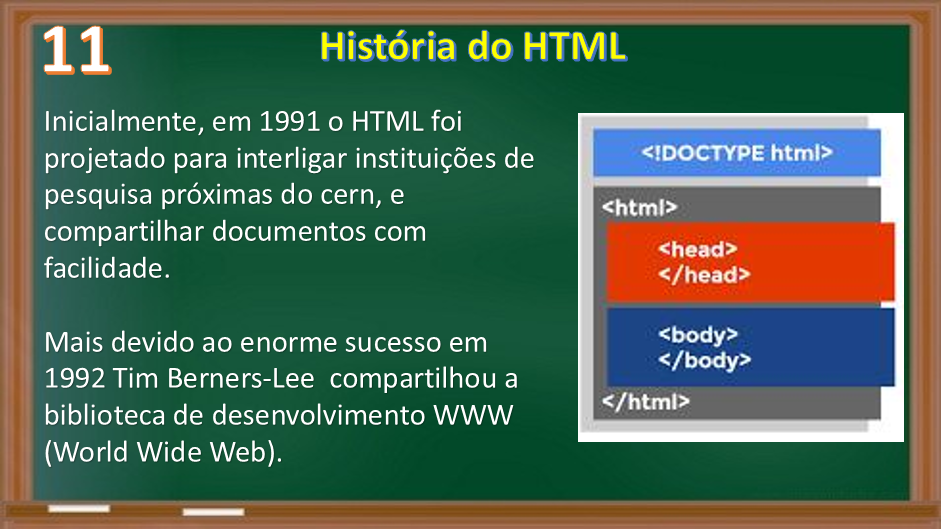 11
História do HTML
Inicialmente, em 1991 o HTML foi
projetado para interligar instituições de
pesquisa próximas do cern, e
compartilhar documentos com
facilidade.
Mais devido ao enorme sucesso em
1992 Tim Berners-Lee  compartilhou a
biblioteca de desenvolvimento WWW
(World Wide Web).
<!DOCTYPE html>
<html>
<head>
</head>
<body>
</body>
</html>